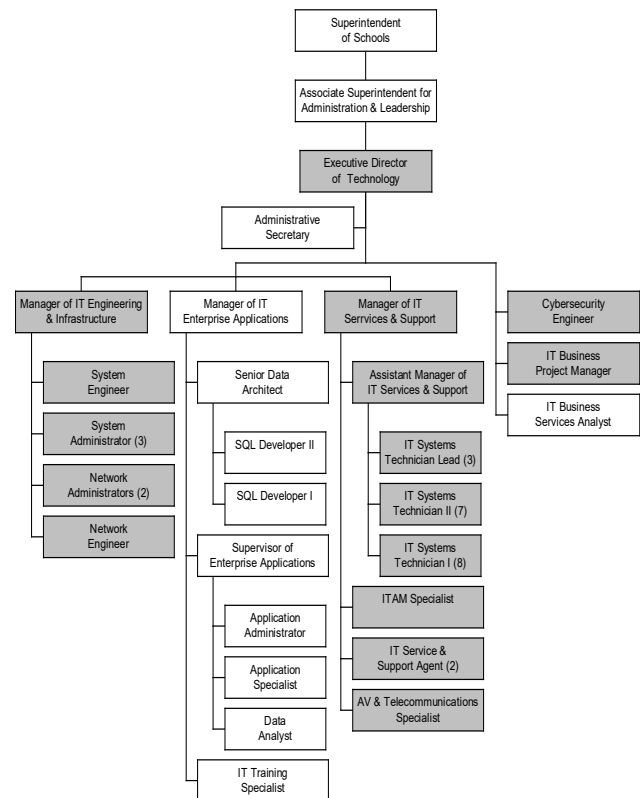 Superintendent
of Schools
Associate Superintendent for
Administration & Leadership
Executive Director
of Technology
Administrative
Secretary
Manager of IT Engineering
& Infrastructure
System
Engineer
System
Administrator (3)
Network
Administrators (2)
Network
Engineer
Manager of IT
Enterprise Applications
Senior Data
Architect
SQL Developer II
SQL Developer I
Supervisor of
Enterprise Applications
Application
Administrator
Application
Specialist
Data
Analyst
IT Training
Specialist
Manager of IT
Serrvices & Support
Assistant Manager of
IT Services & Support
IT Systems
Technician Lead (3)
IT Systems
Technician II (7)
IT Systems
Technician I (8)
ITAM Specialist
IT Service &
Support Agent (2)
AV & Telecommunications
Specialist
Cybersecurity
Engineer
IT Business
Project Manager
IT Business
Services Analyst